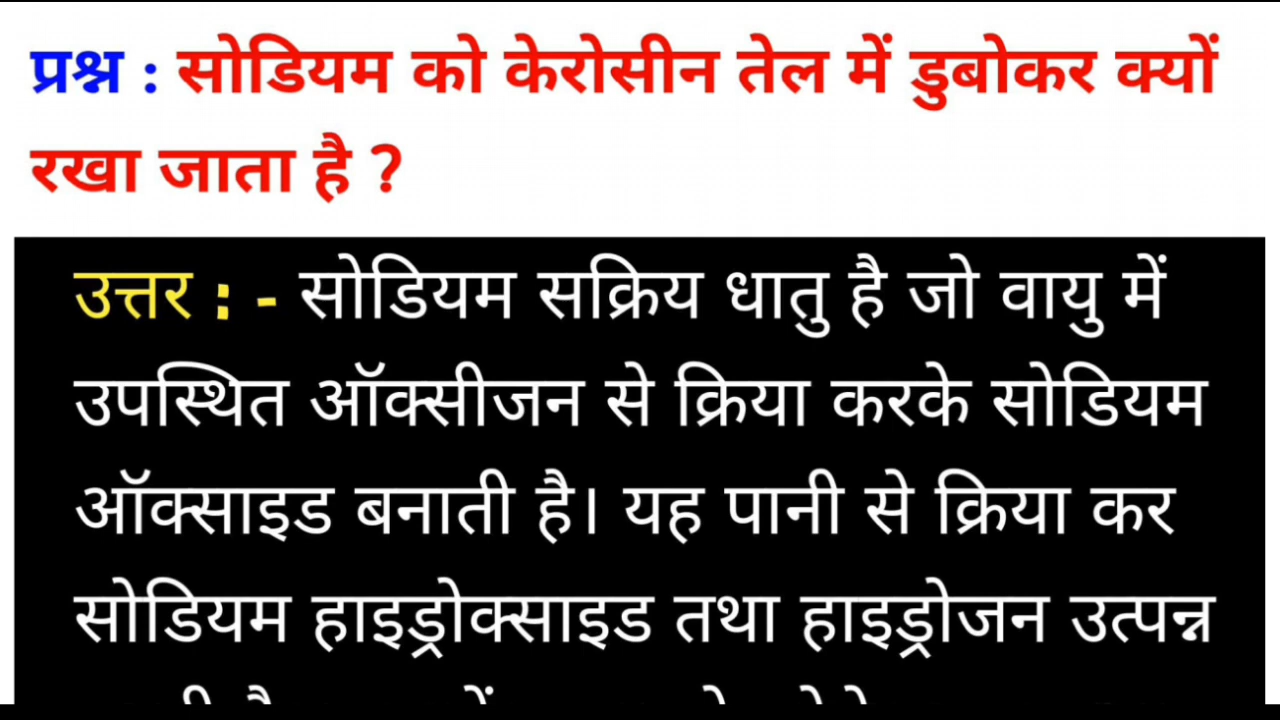 प्रश्न : सोडियम को केरोसीन तेल में डुबोकर क्यों
रखा जाता है ?
उत्तर : - सोडियम सक्रिय धातु है जो वायु में
उपस्थित ऑक्सीजन से क्रिया करके सोडियम
ऑक्साइड बनाती है। यह पानी से क्रिया कर
सोडियम हाइड्रोक्साइड तथा हाइड्रोजन उत्पन्न